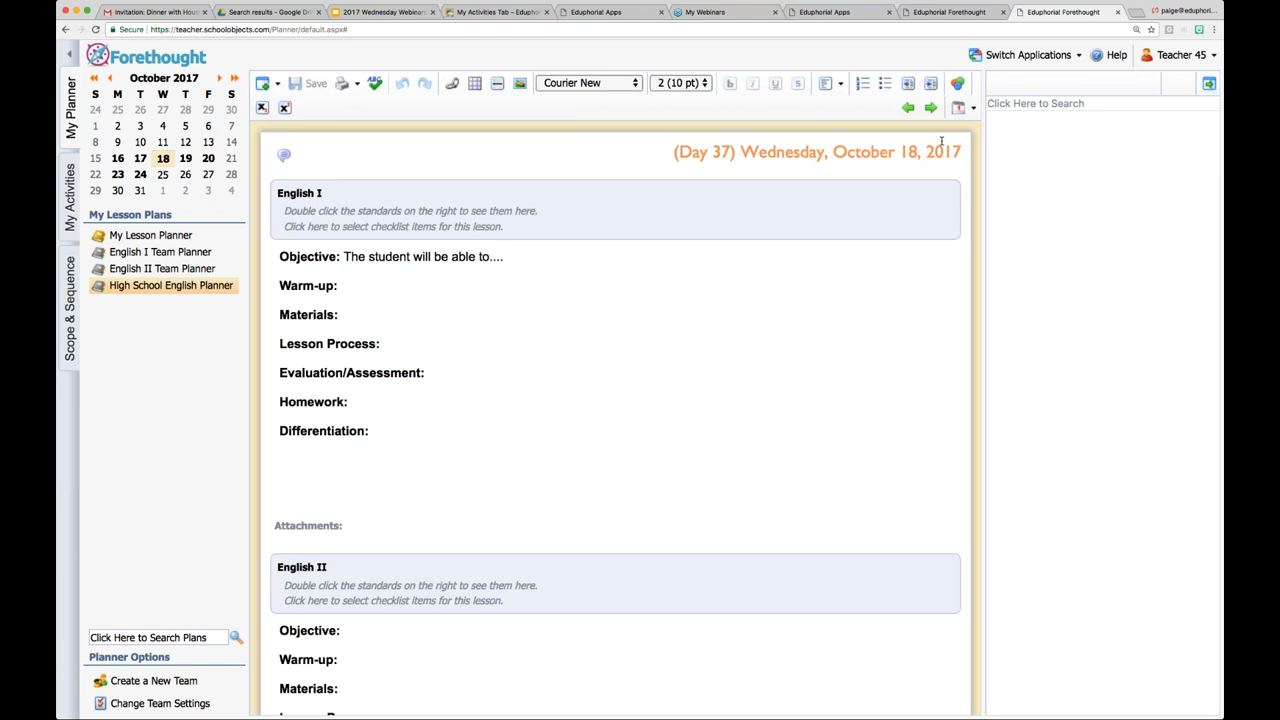 Invitation: Dinner with Hous
Search results - Google Dri
2017 Wednesday Webinar
My Activities Tab - Eduphor
Eduphorial Apps
My Webinars
Eduphorial Apps
Eduphorial Forethought
Eduphorial Forethought
paige@eduphori...
Secure
https://teacher.schoolobjects.com/Planner/default.aspx#
Forethought
Switch Applications
Help
Teacher 45
My Planner
My Activities
Scope & Sequence
October 2017
S M T W T F S
24 25 26 27 28 29 30
1 2 3 4 5 6 7
8 9 10 11 12 13 14
15 16 17 18 19 20 21
22 23 24 25 26 27 28
29 30 31 1 2 3 4
My Lesson Plans
My Lesson Planner
English I Team Planner
English II Team Planner
High School English Planner
Click Here to Search Plans
Planner Options
Create a New Team
Change Team Settings
Save
ABC
Courier New
2 (10 pt)
b i U S
Click Here to Search
(Day 37) Wednesday, October 18, 2017
English I
Double click the standards on the right to see them here.
Click here to select checklist items for this lesson.
Objective: The student will be able to....
Warm-up:
Materials:
Lesson Process:
Evaluation/Assessment:
Homework:
Differentiation:
Attachments:
English II
Double click the standards on the right to see them here.
Click here to select checklist items for this lesson.
Objective:
Warm-up:
Materials: